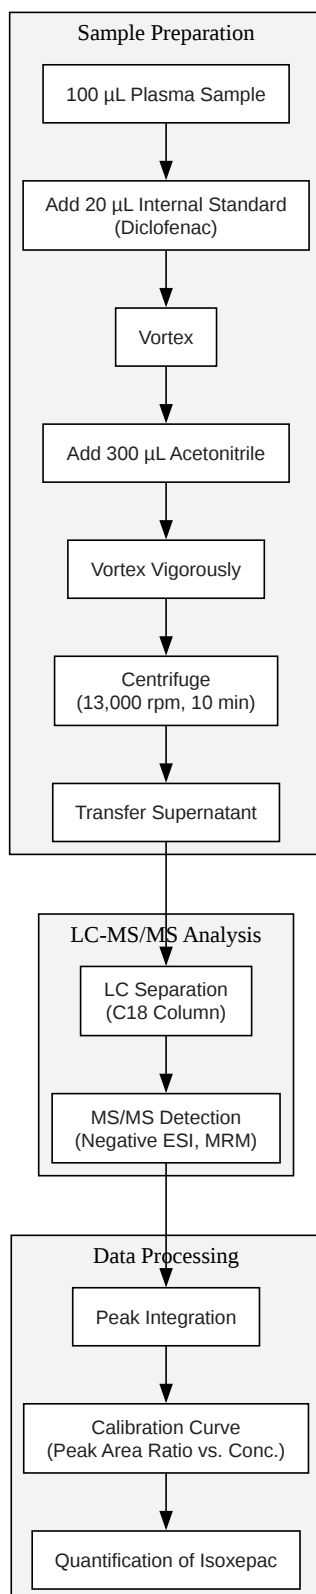 Sample Preparation
100 µL Plasma Sample
Add 20 µL Internal Standard
(Diclofenac)
Vortex
Add 300 µL Acetonitrile
Vortex Vigorously
Centrifuge
(13,000 rpm, 10 min)
Transfer Supernatant
LC-MS/MS Analysis
LC Separation
(C18 Column)
MS/MS Detection
(Negative ESI, MRM)
Data Processing
Peak Integration
Calibration Curve
(Peak Area Ratio vs. Conc.)
Quantification of Isoxepac